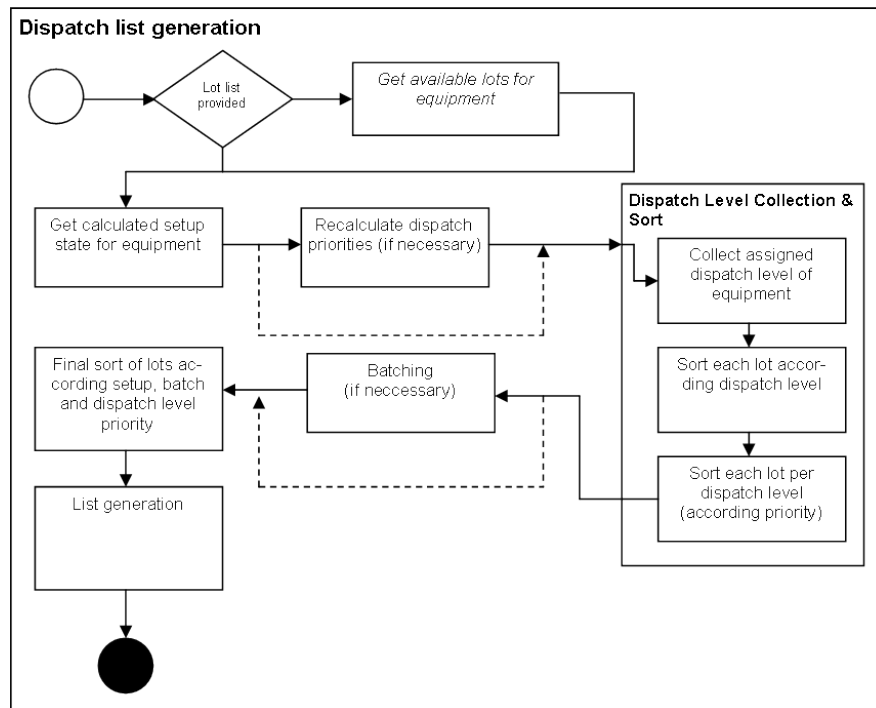 Dispatch list generation
Lot list
provided
Get available lots for
equipment
Get calculated setup
state for equipment
Recalculate dispatch
priorities (if necessary)
Dispatch Level Collection &
Sort
Collect assigned
dispatch level of
equipment
Sort each lot accor-
ding dispatch level
Sort each lot per
dispatch level
(according priority)
Batching
(if neccessary)
Final sort of lots ac-
cording setup, batch
and dispatch level
priority
List generation